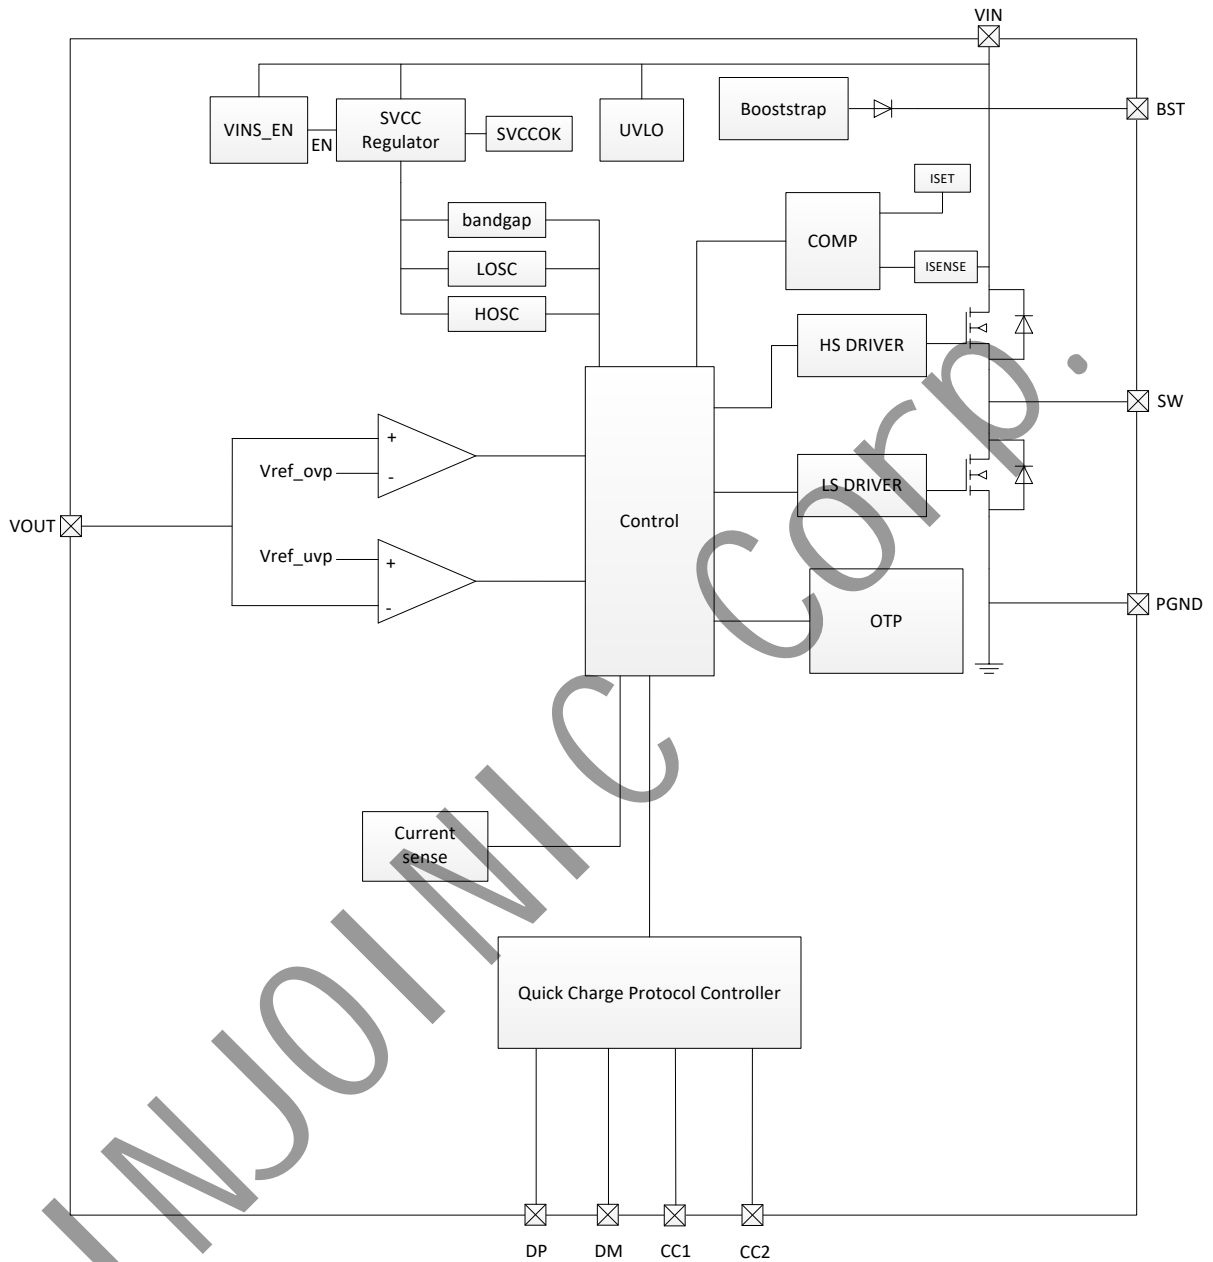 VIN
VINS_EN
EN
SVCC
Regulator
SVCCOK
UVLO
Booststrap
BST
ISET
COMP
ISENSE
bandgap
LOSC
HOSC
HS DRIVER
SW
+
Vref_ovp
-
LS DRIVER
VOUT
Control
Vref_uvp
+
-
OTP
PGND
Current
sense
Quick Charge Protocol Controller
DP
DM
CC1
CC2
INJOINIC Corp.